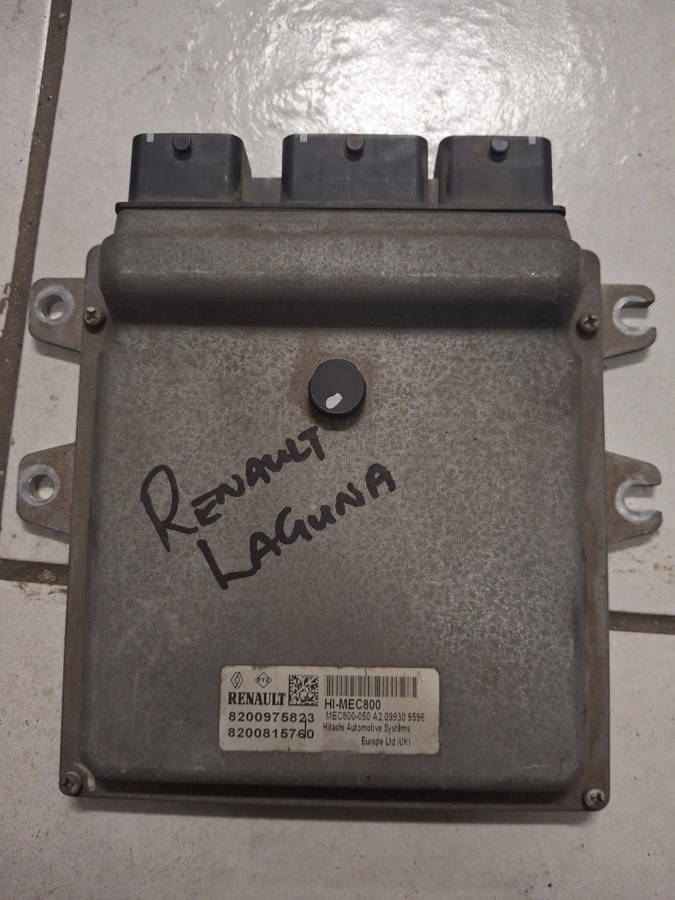 RENAULT
LAGUNA
RENAULT HI-MEC800
8200975823 MEC800-050 A2 09930 9596
8200815760 Hitachi Automotive Systems
Europe Ltd (UK)